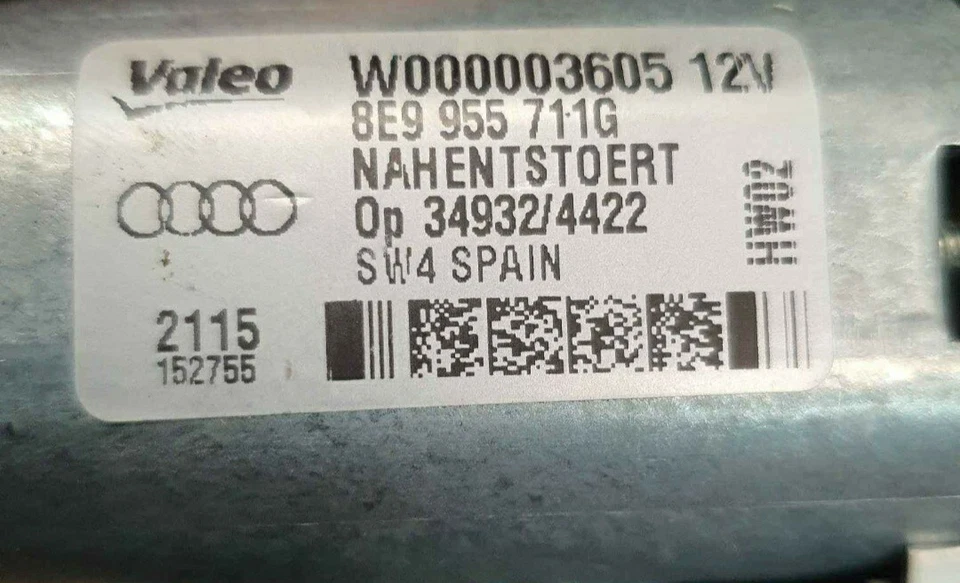 Valeo
W000003605 12V
8E9 955 711G
NAHENTSTOERT
Op 34932/4422
SW4 SPAIN
HW02
2115
152755